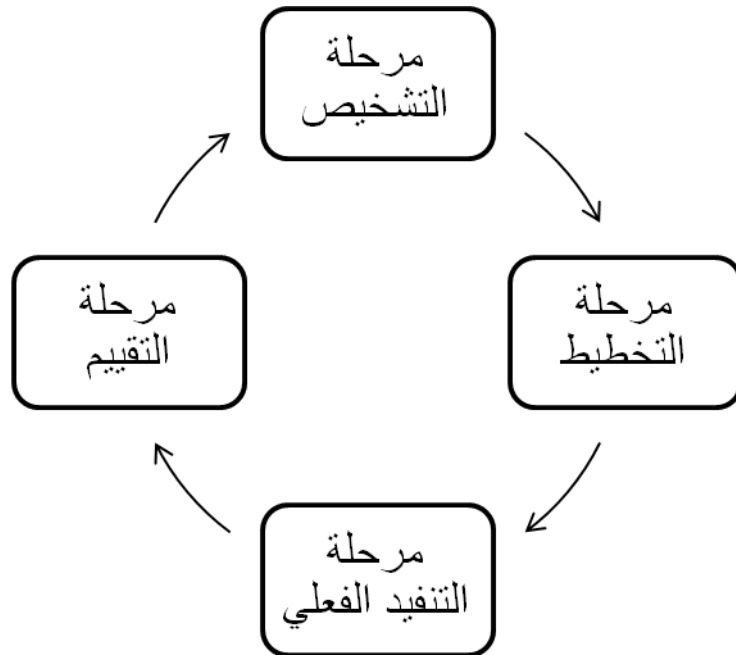 مرحلة
التشخيص
مرحلة
التخطيط
مرحلة
التنفيد الفعلي
مرحلة
التقييم